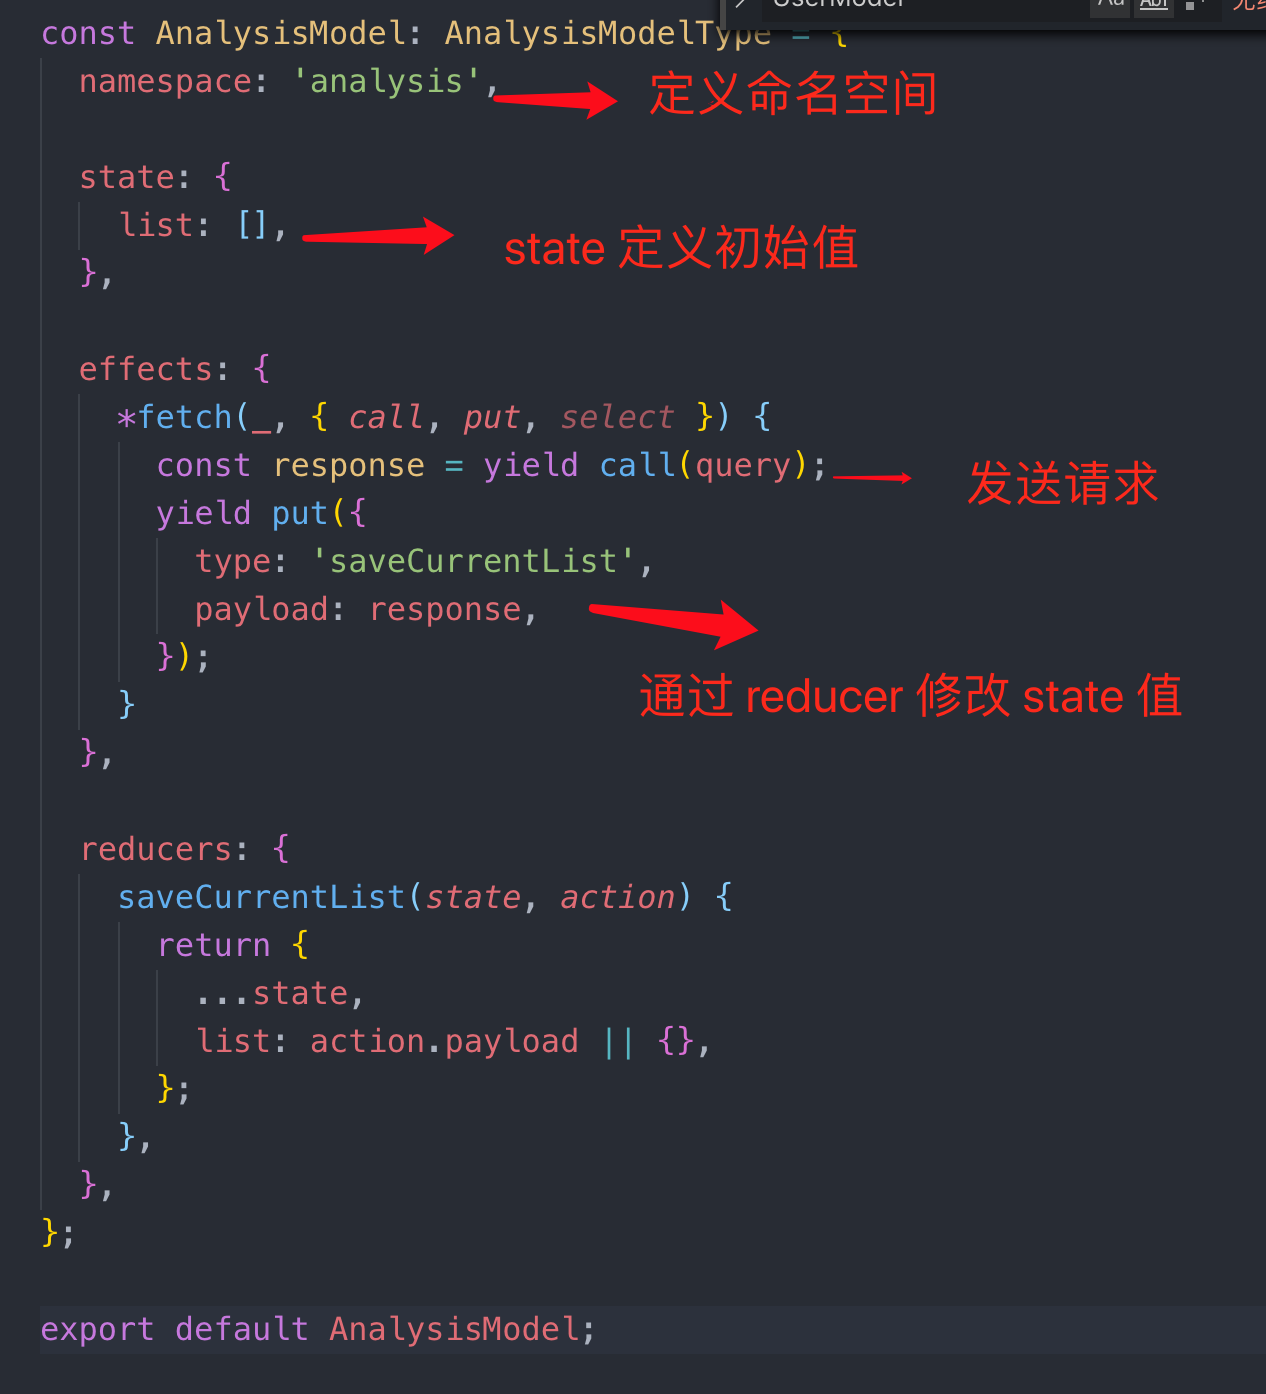 const AnalysisModel: AnalysisModelType = {
namespace: 'analysis',
定义命名空间
state: {
list: [],
state 定义初始值
},
effects: {
*fetch(_, { call, put, select }) {
const response = yield call(query);
发送请求
yield put({
type: 'saveCurrentList',
payload: response,
});
通过 reducer 修改 state 值
}
},
reducers: {
saveCurrentList(state, action) {
return {
...state,
list: action.payload || {},
};
},
},
};
export default AnalysisModel;